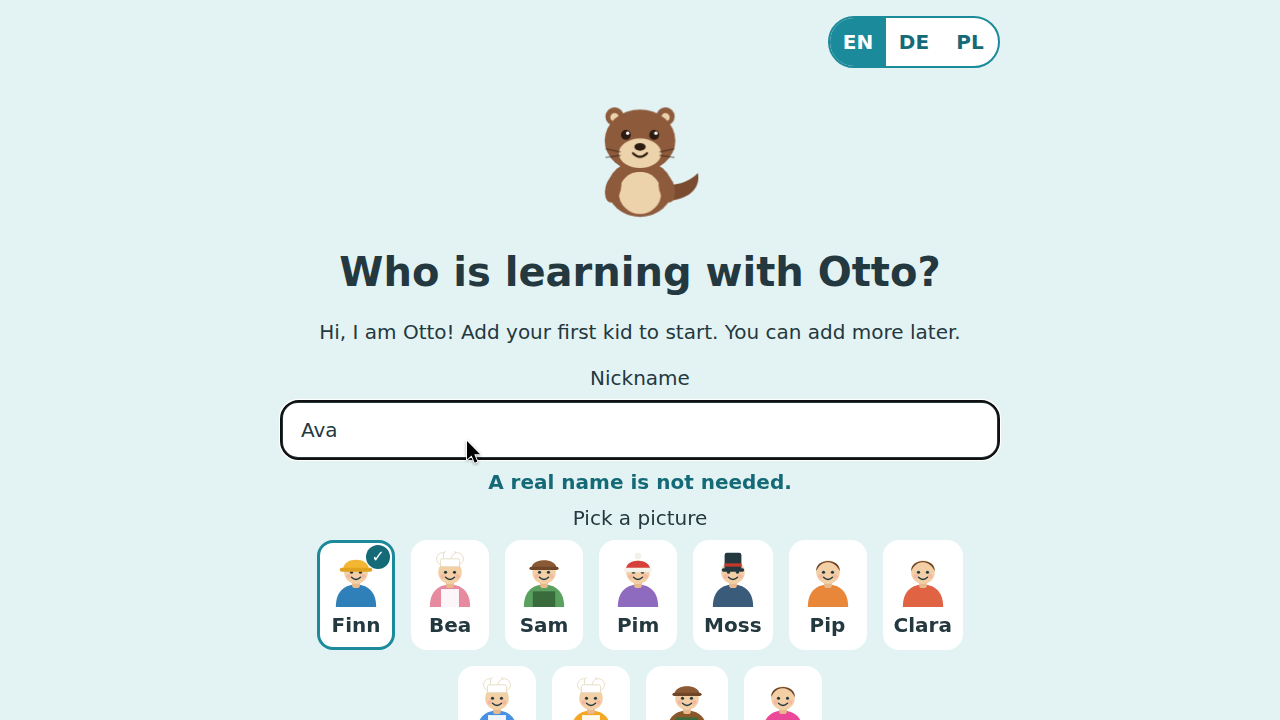 EN DE PL
Who is learning with Otto?
Hi, I am Otto! Add your first kid to start. You can add more later.
Nickname
Ava
A real name is not needed.
Pick a picture
Finn Bea Sam Pim Moss Pip Clara